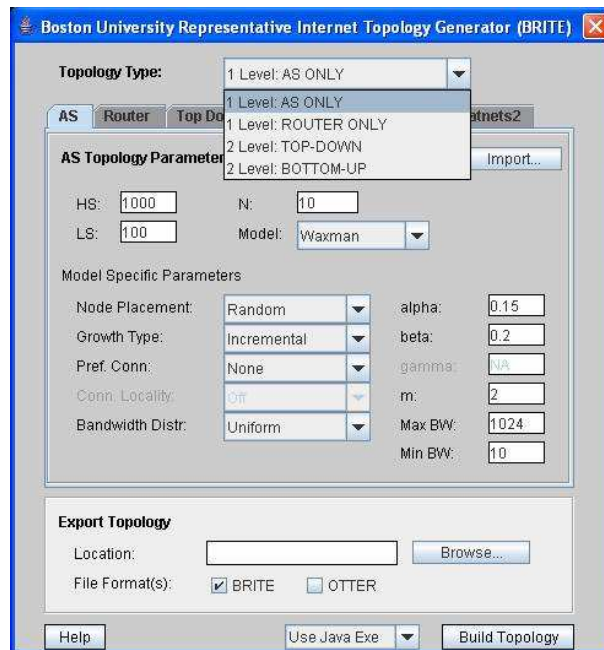 Boston University Representative Internet Topology Generator (BRITE)
Topology Type: 1 Level: AS ONLY
1 Level: AS ONLY
1 Level: ROUTER ONLY
2 Level: TOP-DOWN
2 Level: BOTTOM-UP
AS Router Top Do
AS Topology Parameter Import...
HS: 1000 N: 10
LS: 100 Model: Waxman
Model Specific Parameters
Node Placement: Random alpha: 0.15
Growth Type: Incremental beta: 0.2
Pref. Conn: None gamma: NA
Conn. Locality: Off m: 2
Bandwidth Distr: Uniform Max BW: 1024
Min BW: 10
Export Topology
Location: Browse...
File Format(s): BRITE OTTER
Help Use Java Exe Build Topology